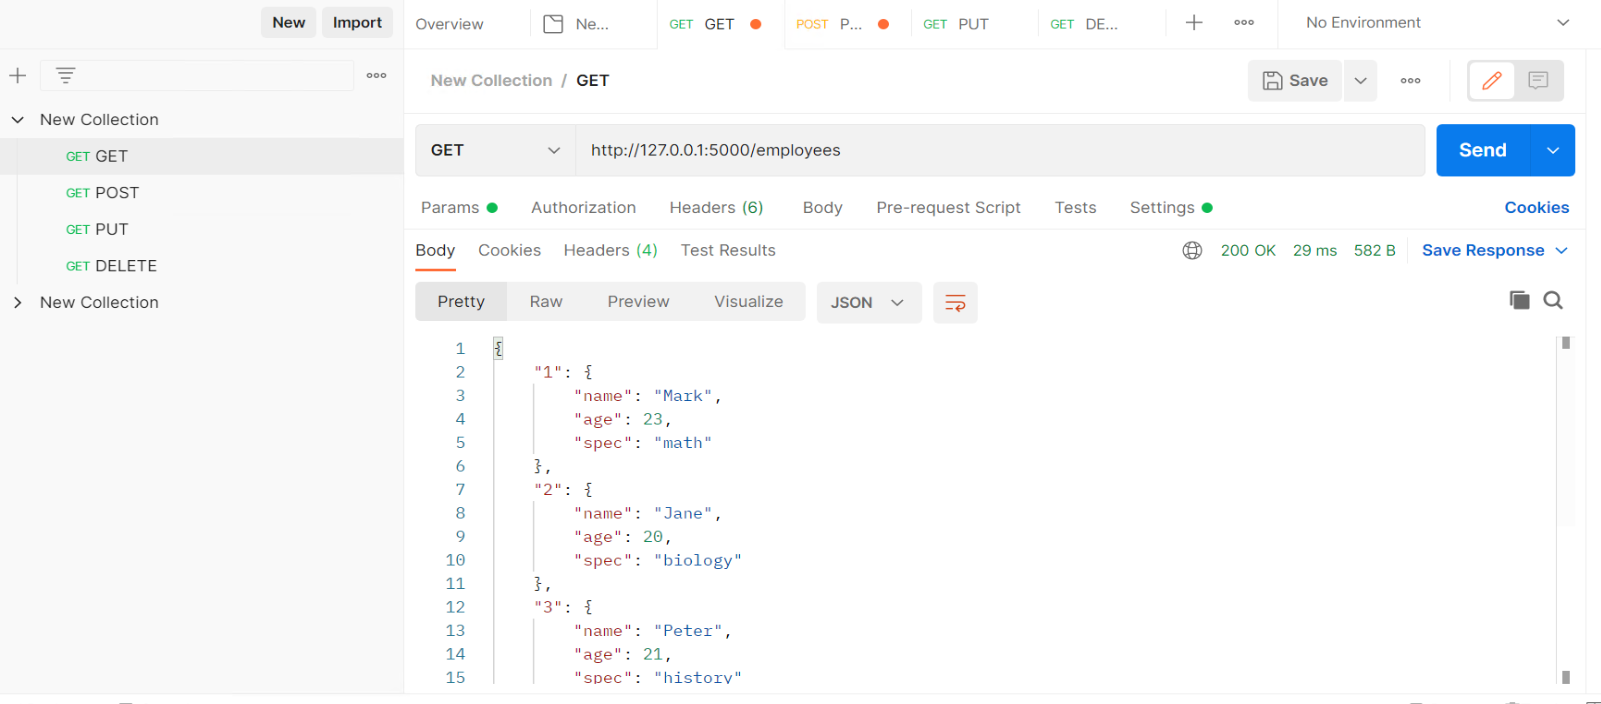 New Import Overview Ne... GET GET POST P... GET PUT GET DE... No Environment
New Collection / GET Save
New Collection
GET GET
GET POST
GET PUT
GET DELETE
New Collection
GET http://127.0.0.1:5000/employees Send
Params Authorization Headers (6) Body Pre-request Script Tests Settings Cookies
Body Cookies Headers (4) Test Results 200 OK 29 ms 582 B Save Response
Pretty Raw Preview Visualize JSON
1 {
2 "1": {
3 "name": "Mark",
4 "age": 23,
5 "spec": "math"
6 },
7 "2": {
8 "name": "Jane",
9 "age": 20,
10 "spec": "biology"
11 },
12 "3": {
13 "name": "Peter",
14 "age": 21,
15 "spec": "history"